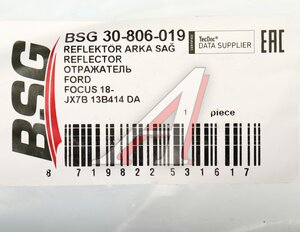 BSG
BSG 30-806-019
REFLEKTÖR ARKA SAĞ
REFLECTOR
ОТРАЖАТЕЛЬ
FORD
FOCUS 18-
JX7B 13B414 DA
TecDoc®
DATA SUPPLIER
EAC
1 piece
8 719822 531617